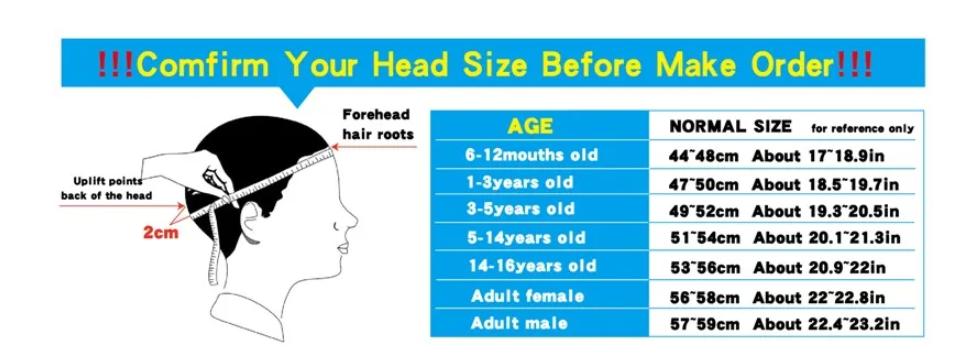 !!!Comfirm Your Head Size Before Make Order!!!
Forehead
hair roots
Uplift points
back of the head
2cm
AGE NORMAL SIZE for reference only
6-12mouths old 44~48cm About 17~18.9in
1-3years old 47~50cm About 18.5~19.7in
3-5years old 49~52cm About 19.3~20.5in
5-14years old 51~54cm About 20.1~21.3in
14-16years old 53~56cm About 20.9~22in
Adult female 56~58cm About 22~22.8in
Adult male 57~59cm About 22.4~23.2in